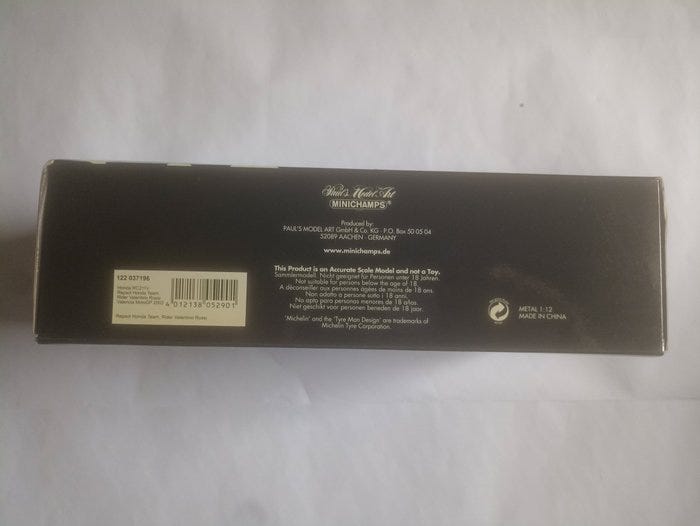 Paul's Model Art
MINICHAMPS®
Produced by:
PAUL'S MODEL ART GmbH & Co. KG · P.O. Box 50 05 04
52089 AACHEN · GERMANY
www.minichamps.de
This Product is an Accurate Scale Model and not a Toy.
Sammlermodell. Nicht geeignet für Personen unter 18 Jahren.
Not suitable for persons below the age of 18.
A déconseiller aux personnes âgées de moins de 18 ans.
Non adatto a persone sotto i 18 anni.
No apto para personas menores de 18 años.
Niet geschikt voor personen beneden de 18 jaar.
'Michelin' and the 'Tyre Man Design' are trademarks of
Michelin Tyre Corporation.
122 037196
Honda RC211V
Repsol Honda Team
Rider Valentino Rossi
Valencia MotoGP 2003
4 012138 052901
Repsol Honda Team, Rider Valentino Rossi
METAL 1:12
MADE IN CHINA